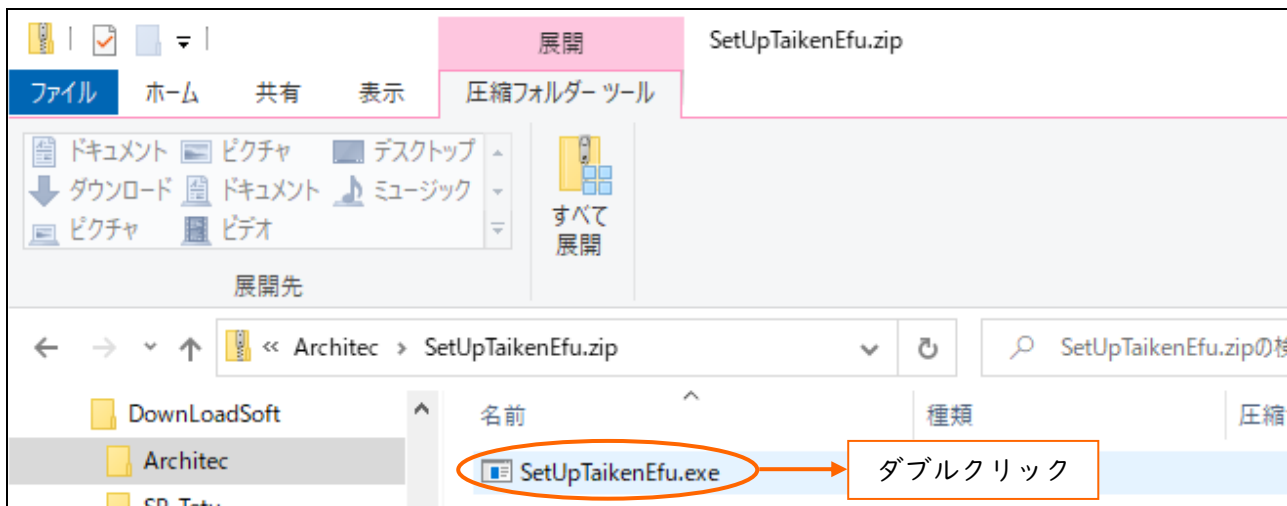 展開
SetUpTaikenEfu.zip
ファイル ホーム 共有 表示 圧縮フォルダー ツール
ドキュメント ピクチャ デスクトップ
ダウンロード ドキュメント ミュージック
ピクチャ ビデオ
すべて
展開
展開先
« Architec › SetUpTaikenEfu.zip
SetUpTaikenEfu.zipの検
DownLoadSoft
名前 種類 圧縮
Architec
SetUpTaikenEfu.exe
ダブルクリック